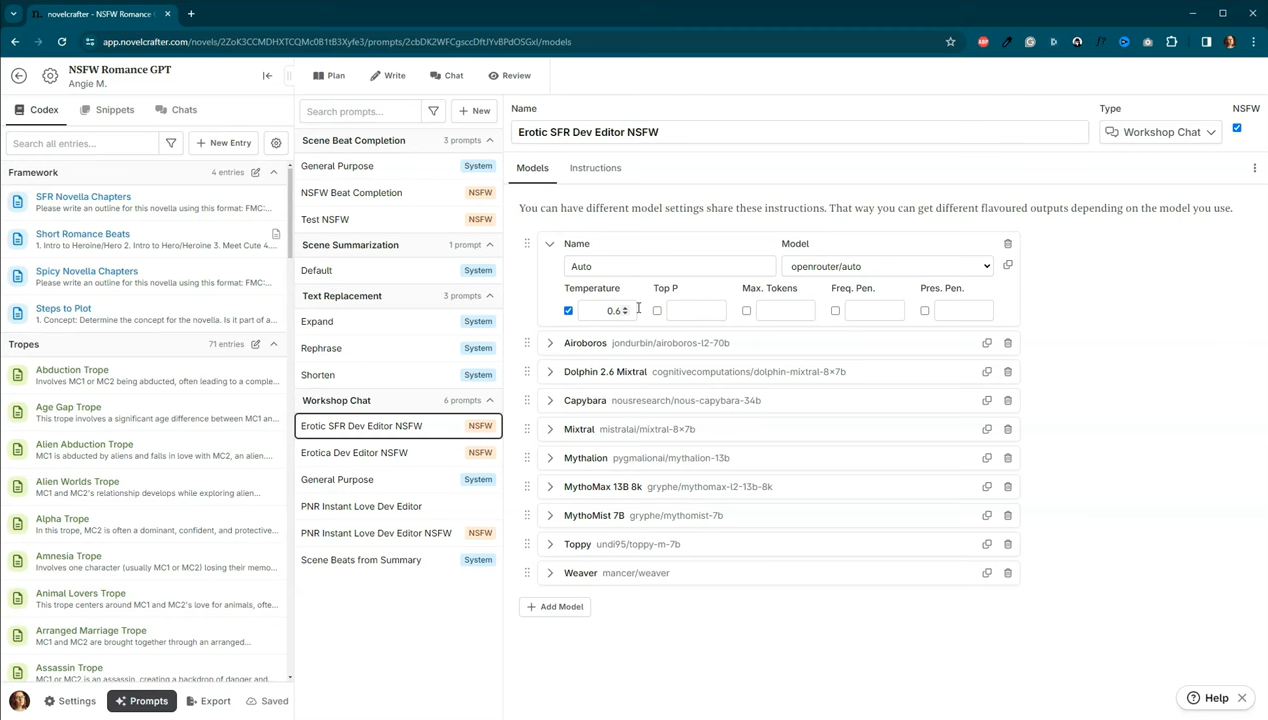 novelcrafter - NSFW Romance G
app.novelcrafter.com/novels/2ZoK3CCMDHXTCQMc0B1tB3Xyfe3/prompts/2cbDK2WFCgsccDftJYvBPdOSGxl/models
NSFW Romance GPT
Angie M.
Plan
Write
Chat
Review
Codex
Snippets
Chats
Search all entries...
+ New Entry
Framework
4 entries
SFR Novella Chapters
Please write an outline for this novella using this format: FMC:...
Short Romance Beats
1. Intro to Heroine/Hero 2. Intro to Hero/Heroine 3. Meet Cute 4....
Spicy Novella Chapters
Please write an outline for this novella using this format: FMC:...
Steps to Plot
1. Concept: Determine the concept for the novella. Is it part of a...
Tropes
71 entries
Abduction Trope
Involves MC1 or MC2 being abducted, often leading to a comple...
Age Gap Trope
This trope involves a significant age difference between MC1 an...
Alien Abduction Trope
MC1 is abducted by aliens and falls in love with MC2, an alien....
Alien Worlds Trope
MC1 and MC2's relationship develops while exploring alien...
Alpha Trope
In this trope, MC2 is often a dominant, confident, and protective...
Amnesia Trope
Involves one character (usually MC1 or MC2) losing their memo...
Animal Lovers Trope
This trope centers around MC1 and MC2's love for animals, ofte...
Arranged Marriage Trope
MC1 and MC2 are brought together through an arranged...
Assassin Trope
MC1 or MC2 is an assassin, creating a backdrop of danger and
Settings
Prompts
Export
Saved
Search prompts...
+ New
Scene Beat Completion
3 prompts
General Purpose
System
NSFW Beat Completion
NSFW
Test NSFW
NSFW
Scene Summarization
1 prompt
Default
System
Text Replacement
3 prompts
Expand
System
Rephrase
System
Shorten
System
Workshop Chat
6 prompts
Erotic SFR Dev Editor NSFW
NSFW
Erotica Dev Editor NSFW
NSFW
General Purpose
System
PNR Instant Love Dev Editor
PNR Instant Love Dev Editor NSFW
NSFW
Scene Beats from Summary
System
Name
Type
NSFW
Erotic SFR Dev Editor NSFW
Workshop Chat
Models
Instructions
You can have different model settings share these instructions. That way you can get different flavoured outputs depending on the model you use.
Name
Model
Auto
openrouter/auto
Temperature
Top P
Max. Tokens
Freq. Pen.
Pres. Pen.
0.6
Airoboros jondurbin/airoboros-l2-70b
Dolphin 2.6 Mixtral cognitivecomputations/dolphin-mixtral-8x7b
Capybara nousresearch/nous-capybara-34b
Mixtral mistralai/mixtral-8x7b
Mythalion pygmalionai/mythalion-13b
MythoMax 13B 8k gryphe/mythomax-l2-13b-8k
MythoMist 7B gryphe/mythomist-7b
Toppy undi95/toppy-m-7b
Weaver mancer/weaver
+ Add Model
Help